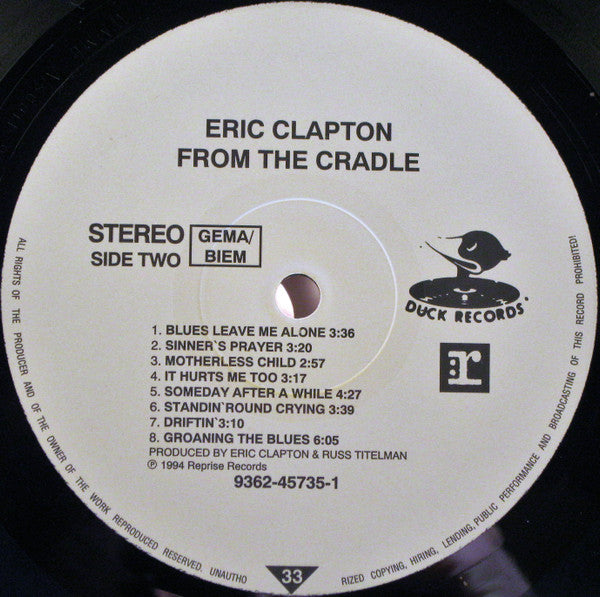 ERIC CLAPTON
FROM THE CRADLE
STEREO
SIDE TWO
GEMA/
BIEM
DUCK RECORDS
r
1. BLUES LEAVE ME ALONE 3:36
2. SINNER`S PRAYER 3:20
3. MOTHERLESS CHILD 2:57
4. IT HURTS ME TOO 3:17
5. SOMEDAY AFTER A WHILE 4:27
6. STANDIN`ROUND CRYING 3:39
7. DRIFTIN`3:10
8. GROANING THE BLUES 6:05
PRODUCED BY ERIC CLAPTON & RUSS TITELMAN
℗ 1994 Reprise Records
9362-45735-1
ALL RIGHTS OF THE PRODUCER AND OF THE OWNER OF THE WORK REPRODUCED RESERVED. UNAUTHO
33
RIZED COPYING, HIRING, LENDING, PUBLIC PERFORMANCE AND BROADCASTING OF THIS RECORD PROHIBITED!